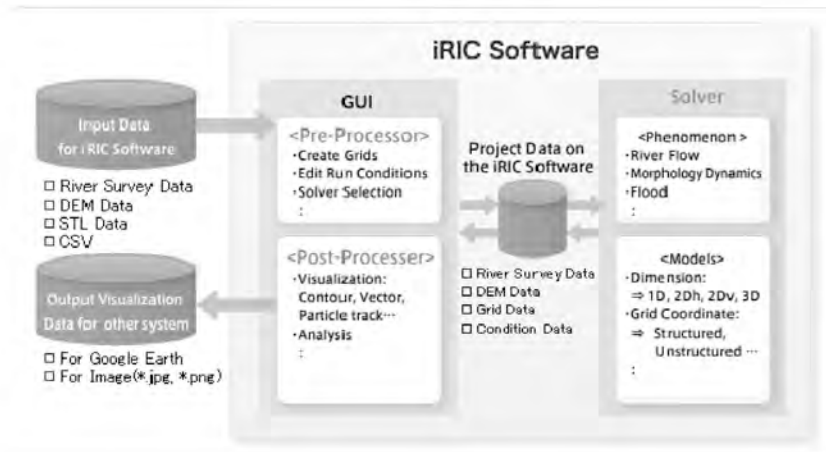 iRIC Software
Input Data
for iRIC Software
□ River Survey Data
□ DEM Data
□ STL Data
□ CSV
Output Visualization
Data for other system
□ For Google Earth
□ For Image(*.jpg, *.png)
GUI
<Pre-Processor>
・Create Grids
・Edit Run Conditions
・Solver Selection
:
<Post-Processer>
・Visualization:
Contour, Vector,
Particle track…
・Analysis
:
Project Data on
the iRIC Software
□ River Survey Data
□ DEM Data
□ Grid Data
□ Condition Data
Solver
<Phenomenon >
・River Flow
・Morphology Dynamics
・Flood
:
<Models>
・Dimension:
⇒ 1D, 2Dh, 2Dv, 3D
・Grid Coordinate:
⇒ Structured,
Unstructured …
: